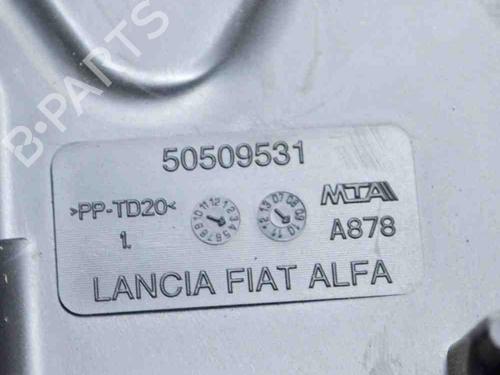 B-PARTS
50509531
>PP-TD20< MTA
1. A878
LANCIA FIAT ALFA